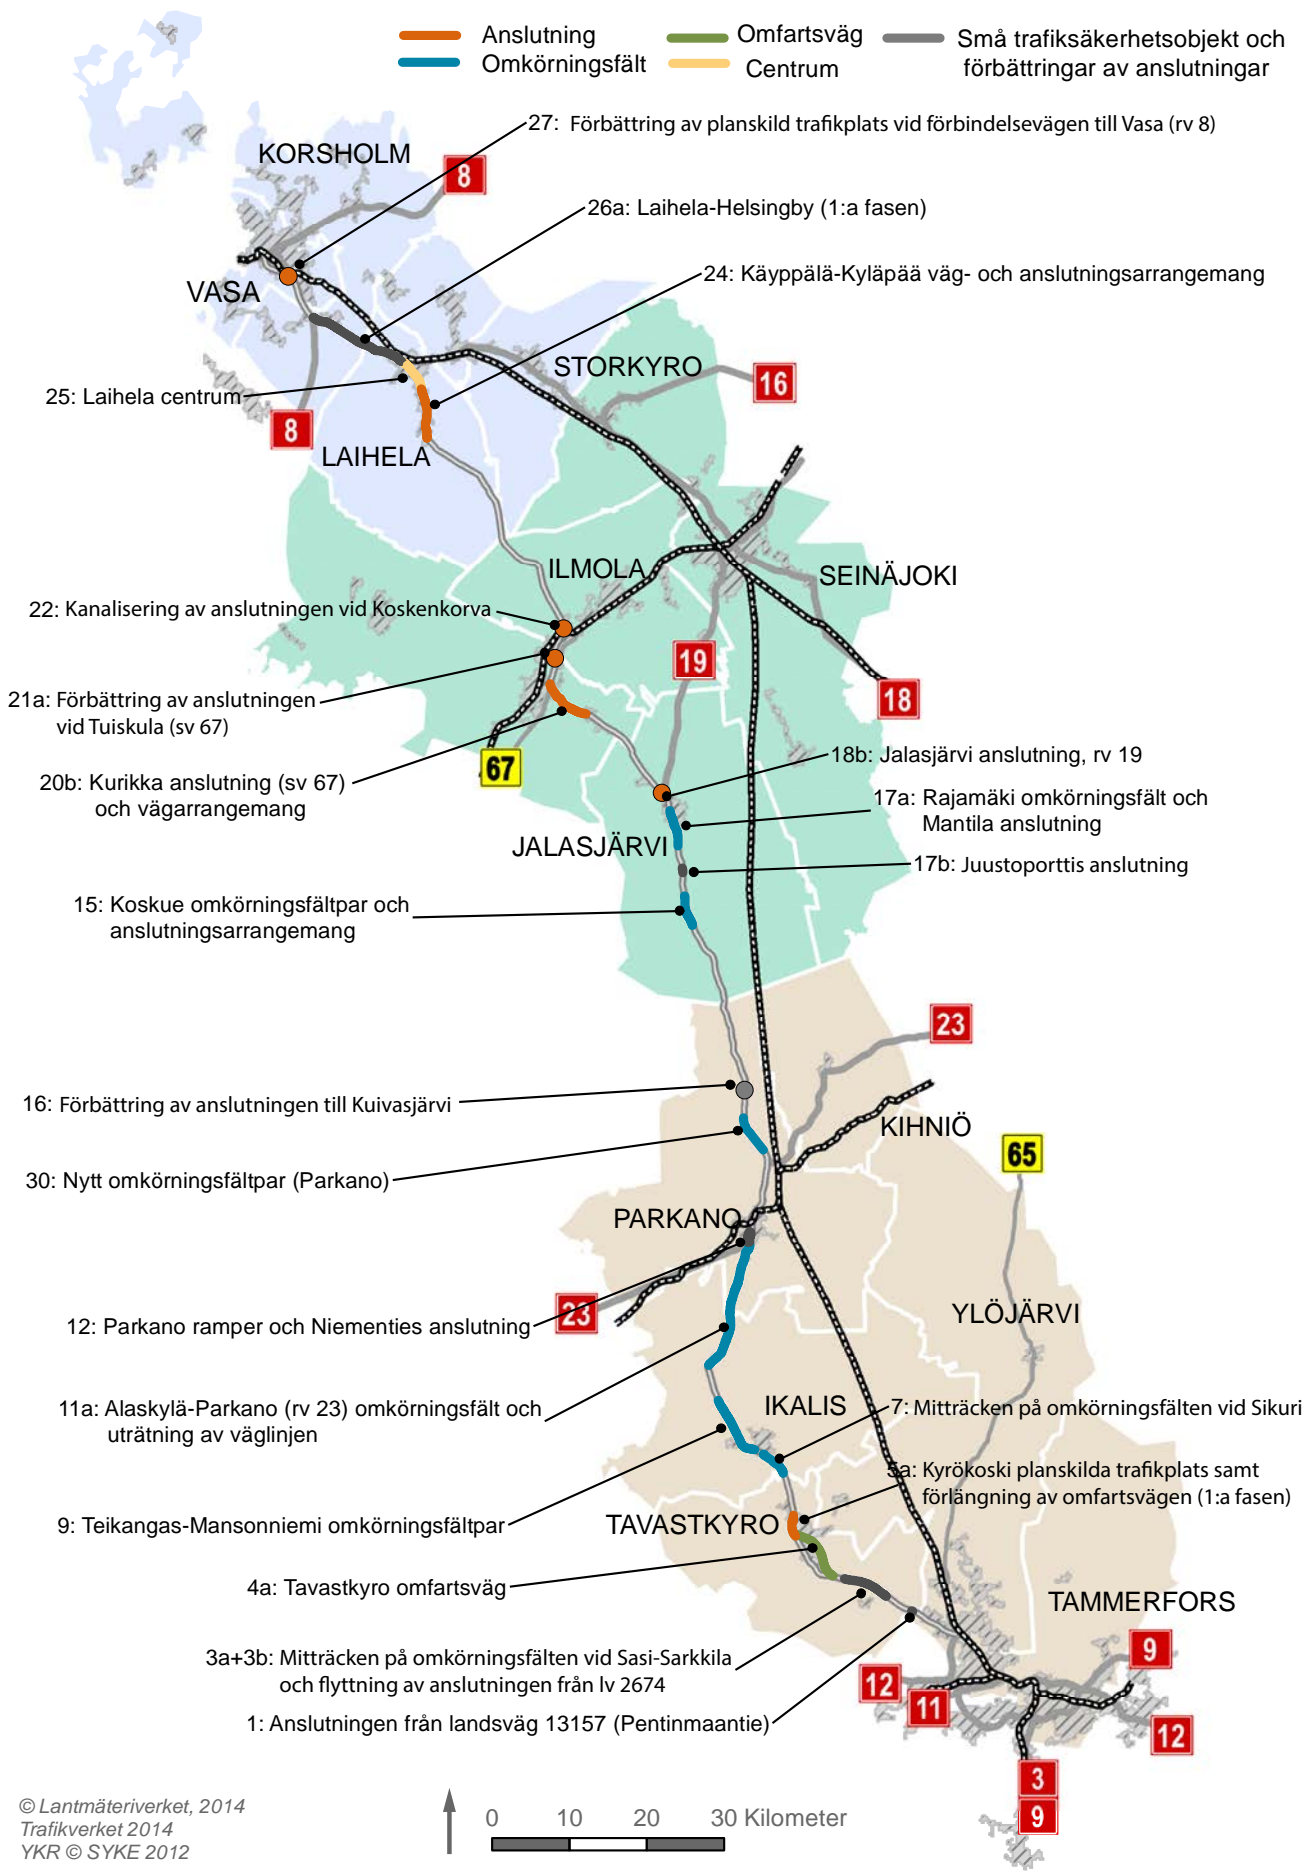 Anslutning
Omkörningsfält
Omfartsväg
Centrum
Små trafiksäkerhetsobjekt och
förbättringar av anslutningar
27: Förbättring av planskild trafikplats vid förbindelsevägen till Vasa (rv 8)
KORSHOLM
8
26a: Laihela-Helsingby (1:a fasen)
24: Käyppälä-Kyläpää väg- och anslutningsarrangemang
VASA
STORKYRO
16
25: Laihela centrum
8
LAIHELA
ILMOLA
SEINÄJOKI
22: Kanalisering av anslutningen vid Koskenkorva
19
18
21a: Förbättring av anslutningen
vid Tuiskula (sv 67)
67
18b: Jalasjärvi anslutning, rv 19
20b: Kurikka anslutning (sv 67)
och vägarrangemang
17a: Rajamäki omkörningsfält och
Mantila anslutning
JALASJÄRVI
17b: Juustoporttis anslutning
15: Koskue omkörningsfältpar och
anslutningsarrangemang
23
16: Förbättring av anslutningen till Kuivasjärvi
KIHNIÖ
65
30: Nytt omkörningsfältpar (Parkano)
PARKANO
23
YLÖJÄRVI
12: Parkano ramper och Niementies anslutning
IKALIS
11a: Alaskylä-Parkano (rv 23) omkörningsfält och
uträtning av väglinjen
7: Mitträcken på omkörningsfälten vid Sikuri
5a: Kyrökoski planskilda trafikplats samt
förlängning av omfartsvägen (1:a fasen)
9: Teikangas-Mansonniemi omkörningsfältpar
TAVASTKYRO
4a: Tavastkyro omfartsväg
TAMMERFORS
3a+3b: Mitträcken på omkörningsfälten vid Sasi-Sarkkila
och flyttning av anslutningen från lv 2674
9
12
11
1: Anslutningen från landsväg 13157 (Pentinmaantie)
12
3
9
© Lantmäteriverket, 2014
Trafikverket 2014
YKR © SYKE 2012
0 10 20 30 Kilometer